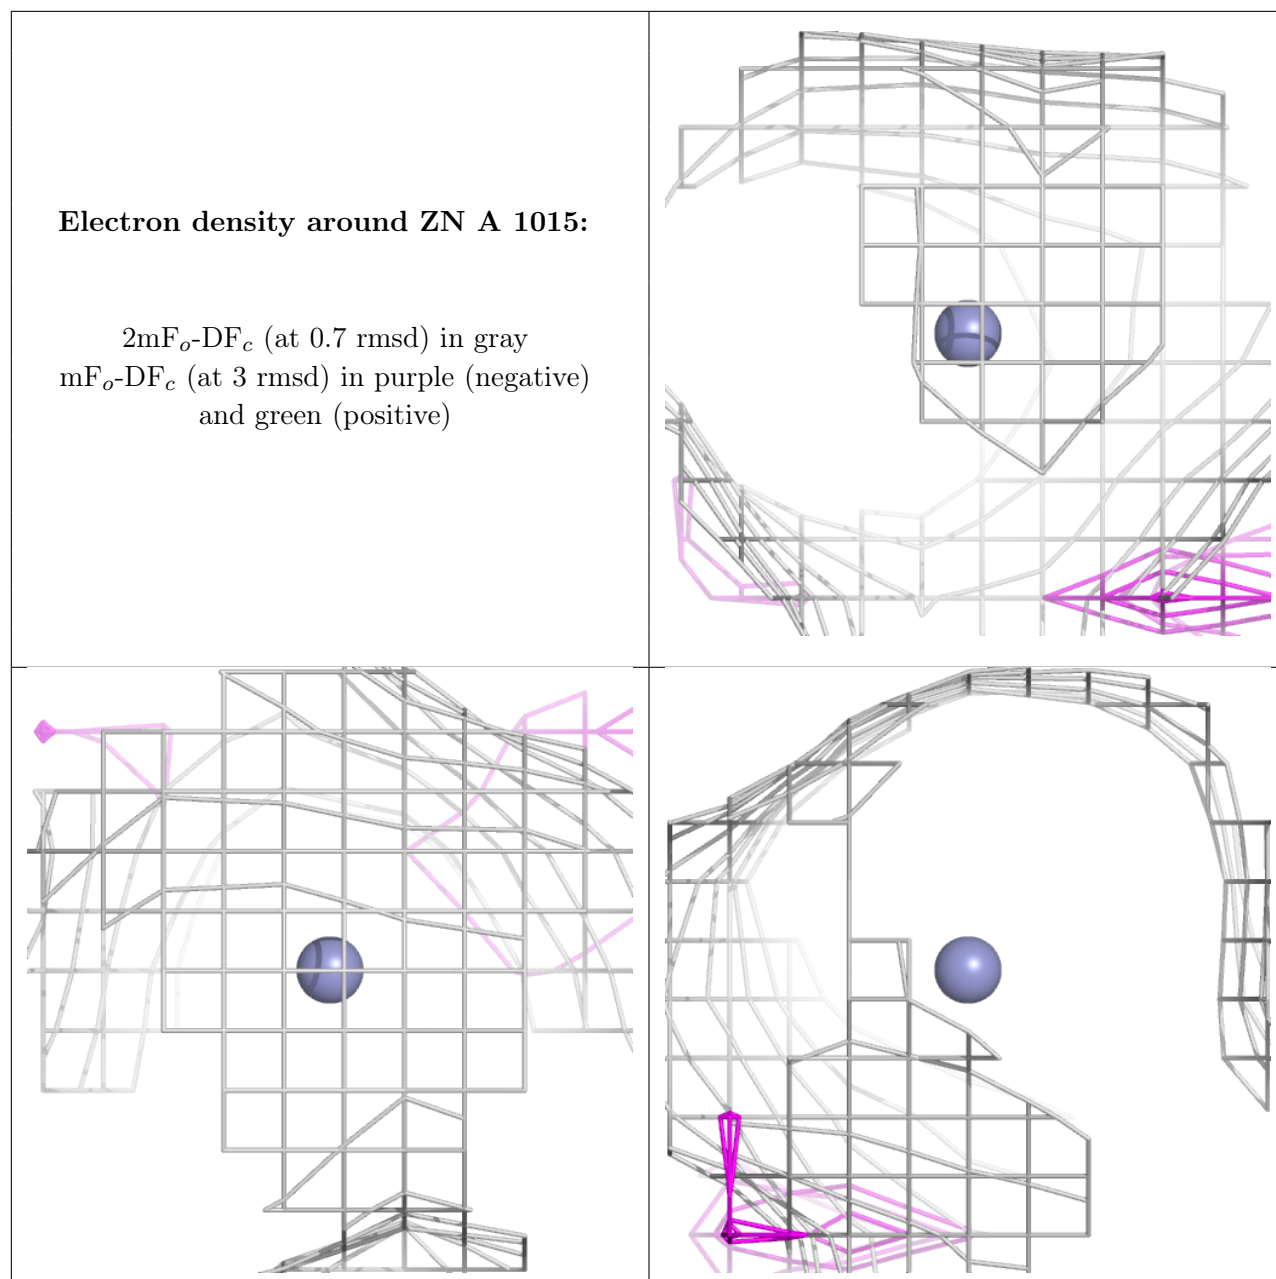 Electron density around ZN A 1015:
2mFo-DFc (at 0.7 rmsd) in gray
mFo-DFc (at 3 rmsd) in purple (negative)
and green (positive)